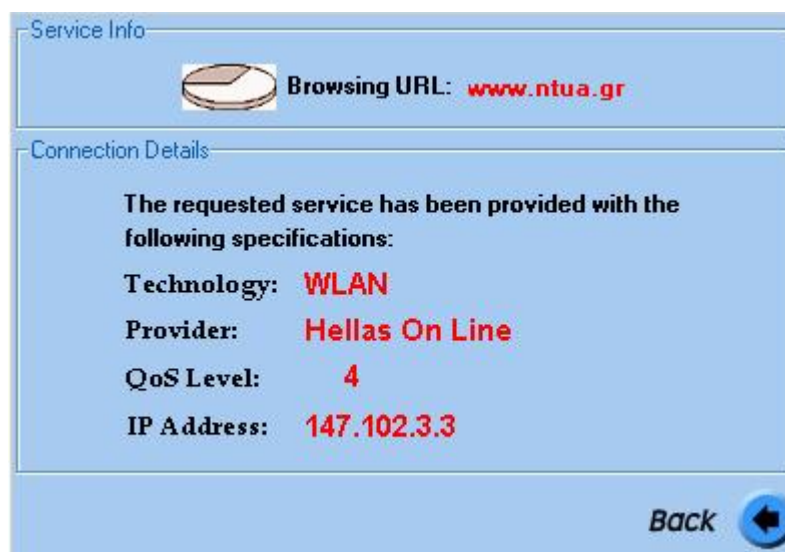 Service Info
Browsing URL: www.ntua.gr
Connection Details
The requested service has been provided with the
following specifications:
Technology: WLAN
Provider: Hellas On Line
QoS Level: 4
IP Address: 147.102.3.3
Back